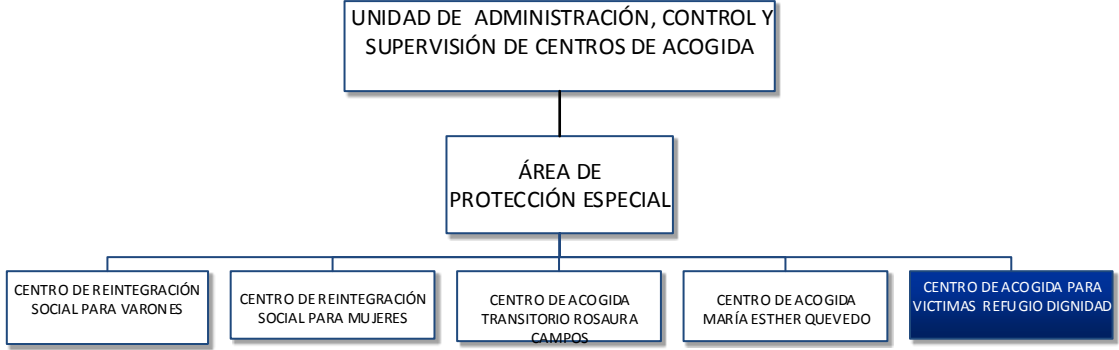 UNIDAD DE ADMINISTRACIÓN, CONTROL Y
SUPERVISIÓN DE CENTROS DE ACOGIDA
ÁREA DE
PROTECCIÓN ESPECIAL
CENTRO DE REINTEGRACIÓN
SOCIAL PARA VARONES
CENTRO DE REINTEGRACIÓN
SOCIAL PARA MUJERES
CENTRO DE ACOGIDA
TRANSITORIO ROSAURA
CAMPOS
CENTRO DE ACOGIDA
MARÍA ESTHER QUEVEDO
CENTRO DE ACOGIDA PARA
VICTIMAS REFUGIO DIGNIDAD